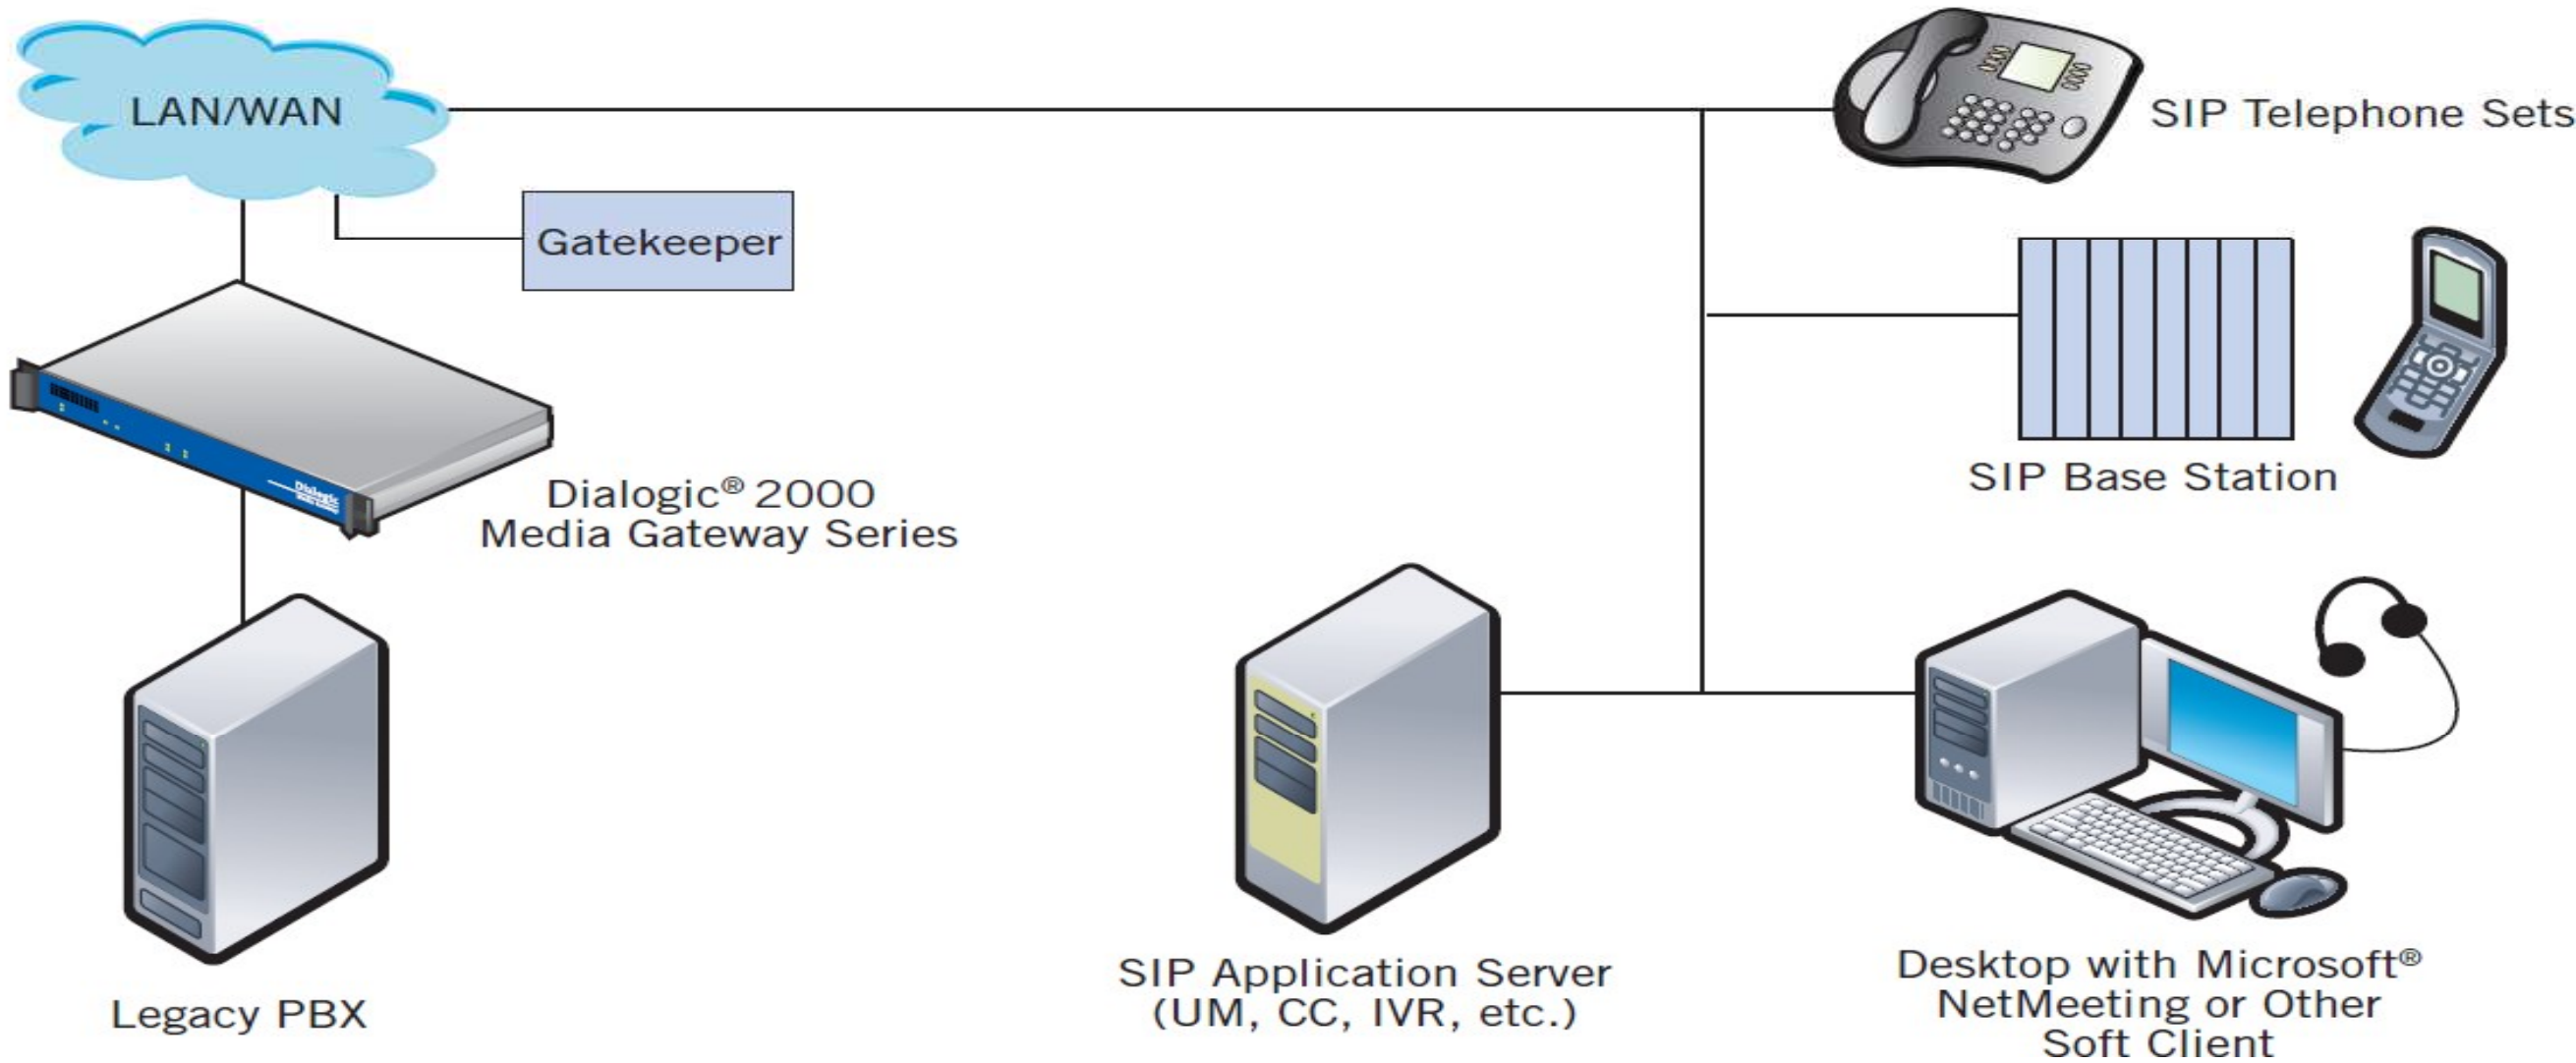 LAN/WAN
SIP Telephone Sets
Gatekeeper
SIP Base Station
Dialogic® 2000
Media Gateway Series
Dialogic
Legacy PBX
SIP Application Server
(UM, CC, IVR, etc.)
Desktop with Microsoft®
NetMeeting or Other
Soft Client